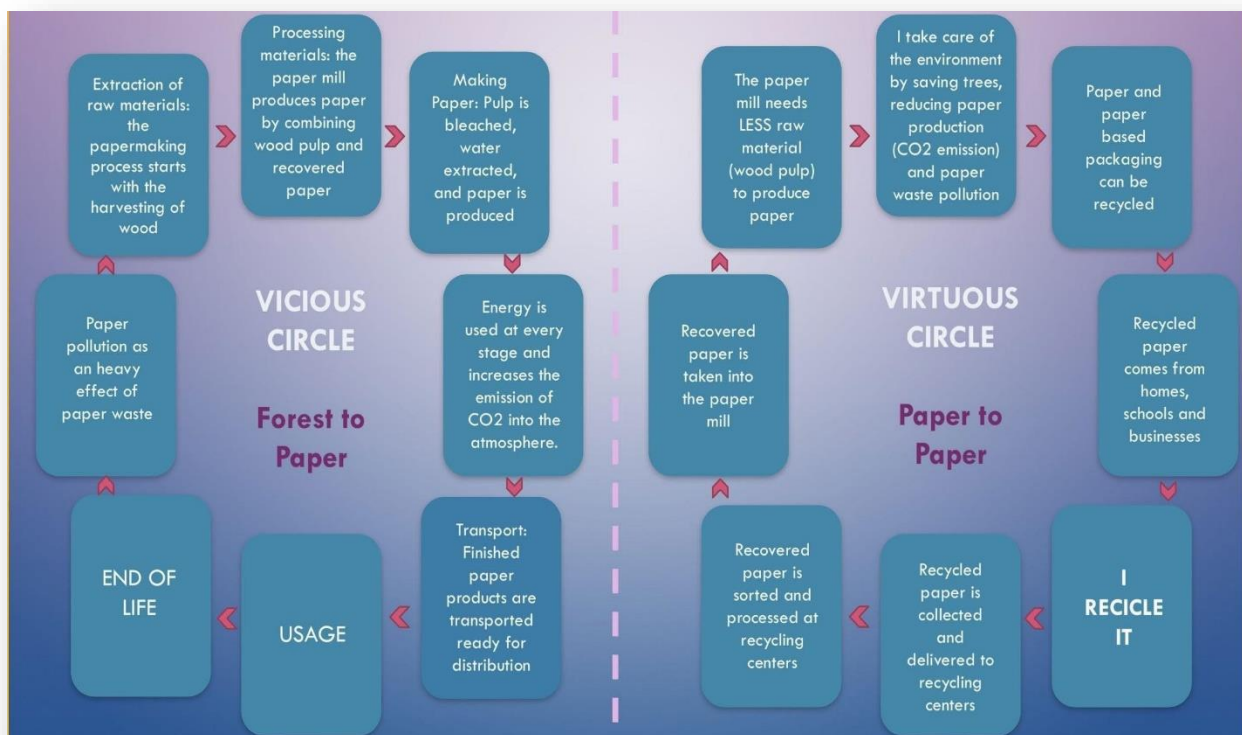 Extraction of
raw materials:
the
papermaking
process starts
with the
harvesting of
wood
Processing
materials: the
paper mill
produces paper
by combining
wood pulp and
recovered
paper
Making
Paper: Pulp is
bleached,
water
extracted,
and paper is
produced
Energy is
used at every
stage and
increases the
emission of
CO2 into the
atmosphere.
Transport:
Finished
paper
products are
transported
ready for
distribution
USAGE
END OF
LIFE
Paper
pollution as
an heavy
effect of
paper waste
VICIOUS
CIRCLE
Forest to
Paper
The paper
mill needs
LESS raw
material
(wood pulp)
to produce
paper
I take care of
the environment
by saving trees,
reducing paper
production
(CO2 emission)
and paper
waste pollution
Paper and
paper
based
packaging
can be
recycled
Recycled
paper
comes from
homes,
schools and
businesses
I
RECICLE
IT
Recycled
paper is
collected
and
delivered to
recycling
centers
Recovered
paper is
sorted and
processed at
recycling
centers
Recovered
paper is
taken into
the paper
mill
VIRTUOUS
CIRCLE
Paper to
Paper